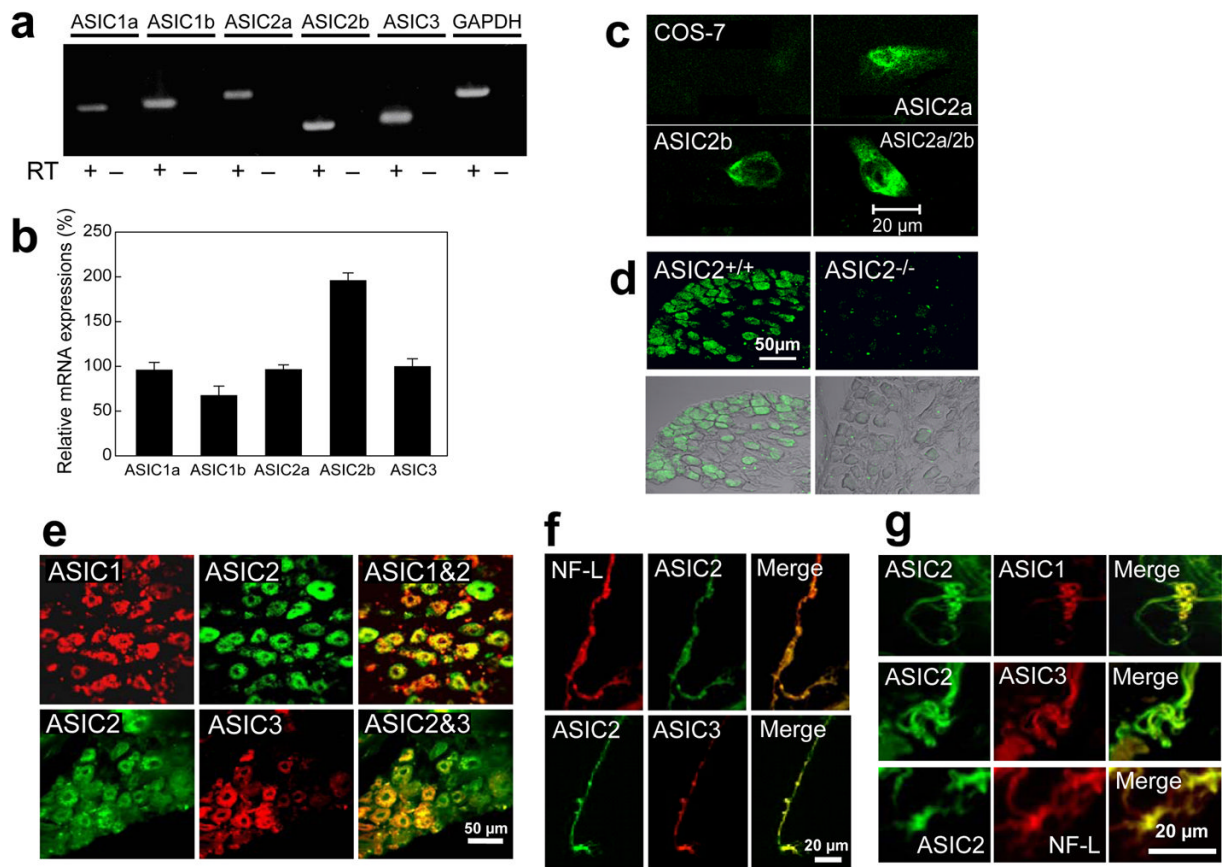 a
ASIC1a ASIC1b ASIC2a ASIC2b ASIC3 GAPDH
RT + – + – + – + – + – + –
b
Relative mRNA expressions (%)
250
200
150
100
50
0
ASIC1a ASIC1b ASIC2a ASIC2b ASIC3
c
COS-7
ASIC2a
ASIC2b
ASIC2a/2b
20 µm
d
ASIC2+/+
ASIC2-/-
50µm
e
ASIC1 ASIC2 ASIC1&2
ASIC2 ASIC3 ASIC2&3
50 µm
f
NF-L ASIC2 Merge
ASIC2 ASIC3 Merge
20 µm
g
ASIC2 ASIC1 Merge
ASIC2 ASIC3 Merge
ASIC2 NF-L Merge
20 µm